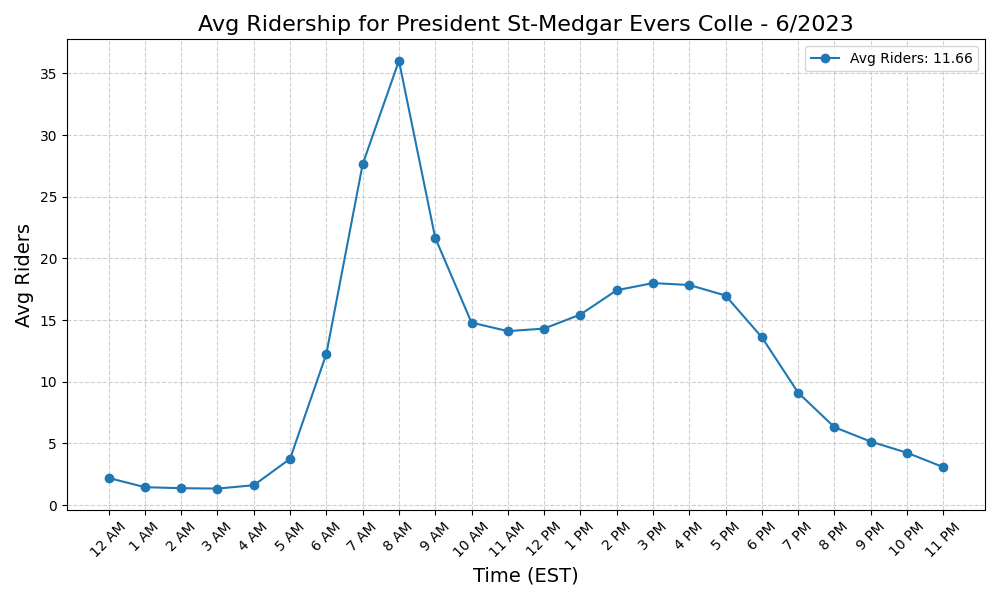 Avg Ridership for President St-Medgar Evers Colle - 6/2023
Avg Riders: 11.66
Avg Riders
35
30
25
20
15
10
5
0
12 AM
1 AM
2 AM
3 AM
4 AM
5 AM
6 AM
7 AM
8 AM
9 AM
10 AM
11 AM
12 PM
1 PM
2 PM
3 PM
4 PM
5 PM
6 PM
7 PM
8 PM
9 PM
10 PM
11 PM
Time (EST)